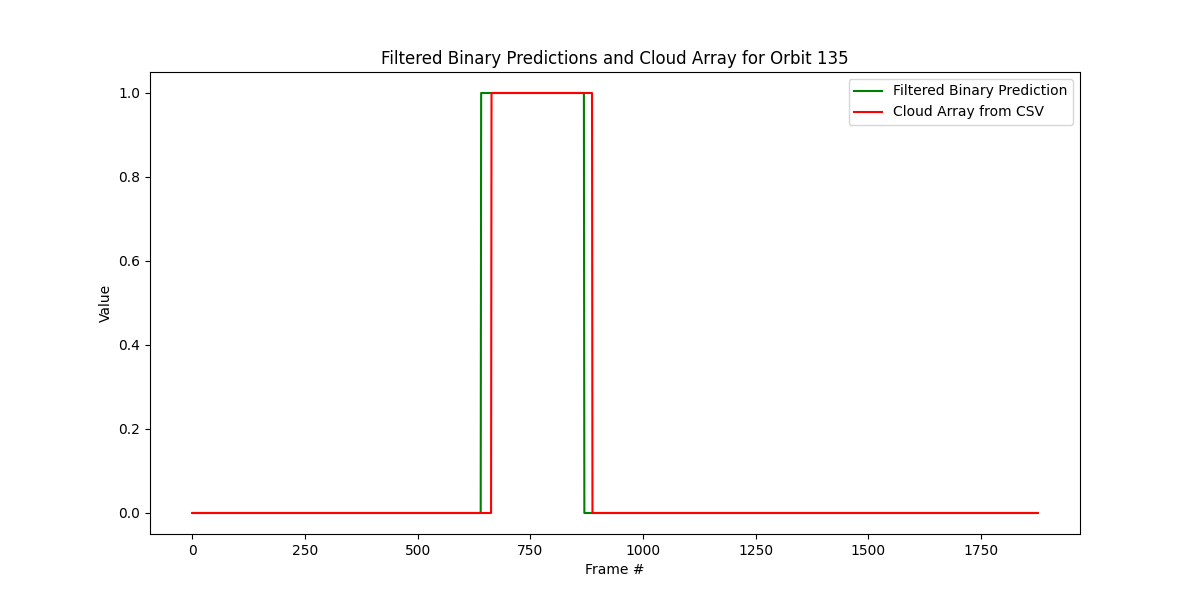 Filtered Binary Predictions and Cloud Array for Orbit 135
Filtered Binary Prediction
Cloud Array from CSV
1.0
0.8
0.6
0.4
0.2
0.0
Value
0 250 500 750 1000 1250 1500 1750
Frame #